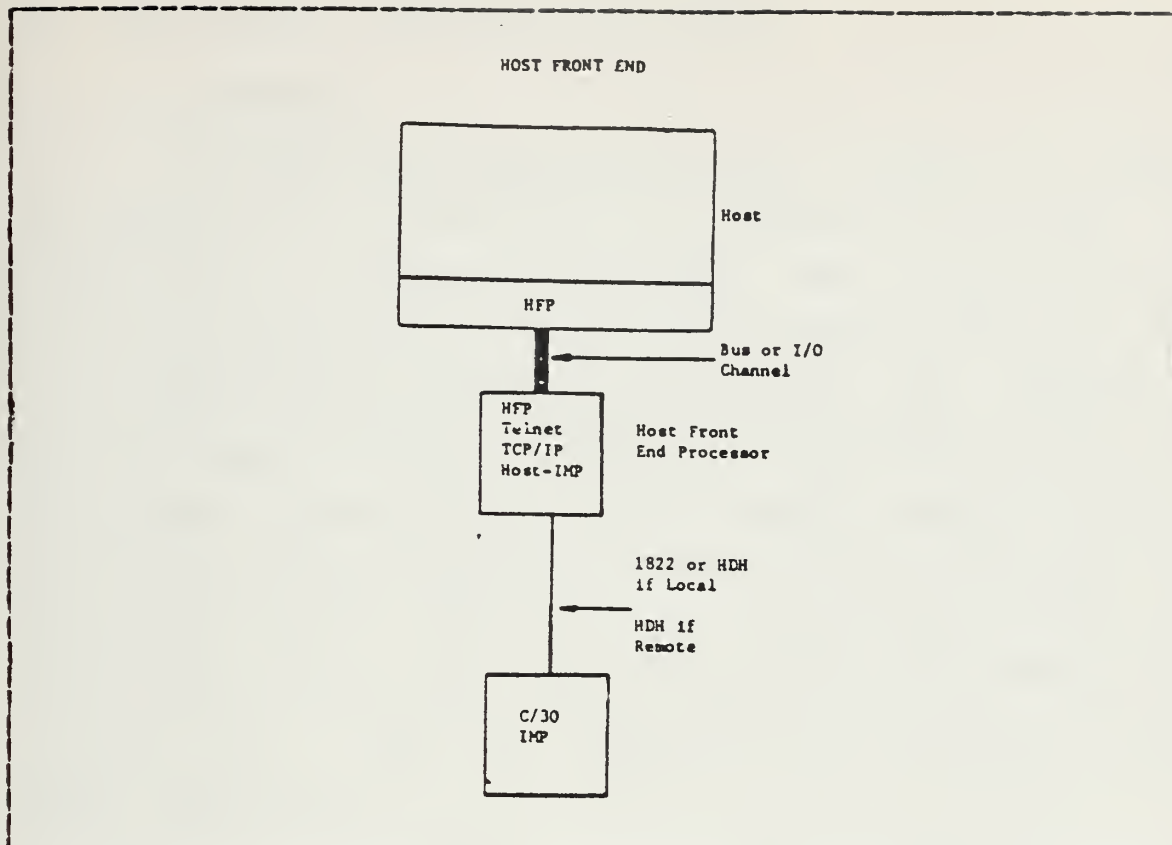 HOST FRONT END
Host
HFP
Bus or I/O
Channel
HFP
Telnet
TCP/IP
Host-IMP
Host Front
End Processor
1822 or HDH
if Local
HDH if
Remote
C/30
IMP